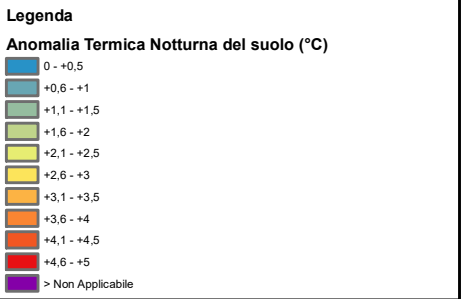 Legenda
Anomalia Termica Notturna del suolo (°C)
0 - +0,5
+0,6 - +1
+1,1 - +1,5
+1,6 - +2
+2,1 - +2,5
+2,6 - +3
+3,1 - +3,5
+3,6 - +4
+4,1 - +4,5
+4,6 - +5
> Non Applicabile